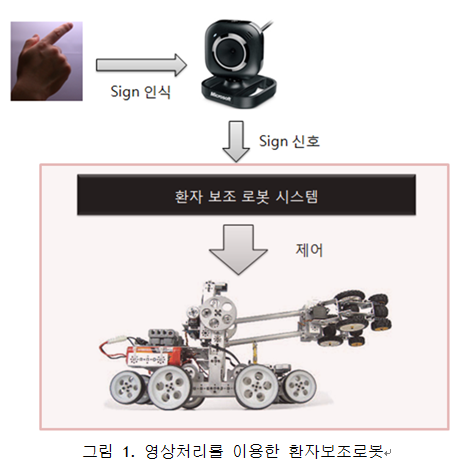 Sign 인식
Microsoft
Sign 신호
환자 보조 로봇 시스템
제어
그림 1. 영상처리를 이용한 환자보조로봇